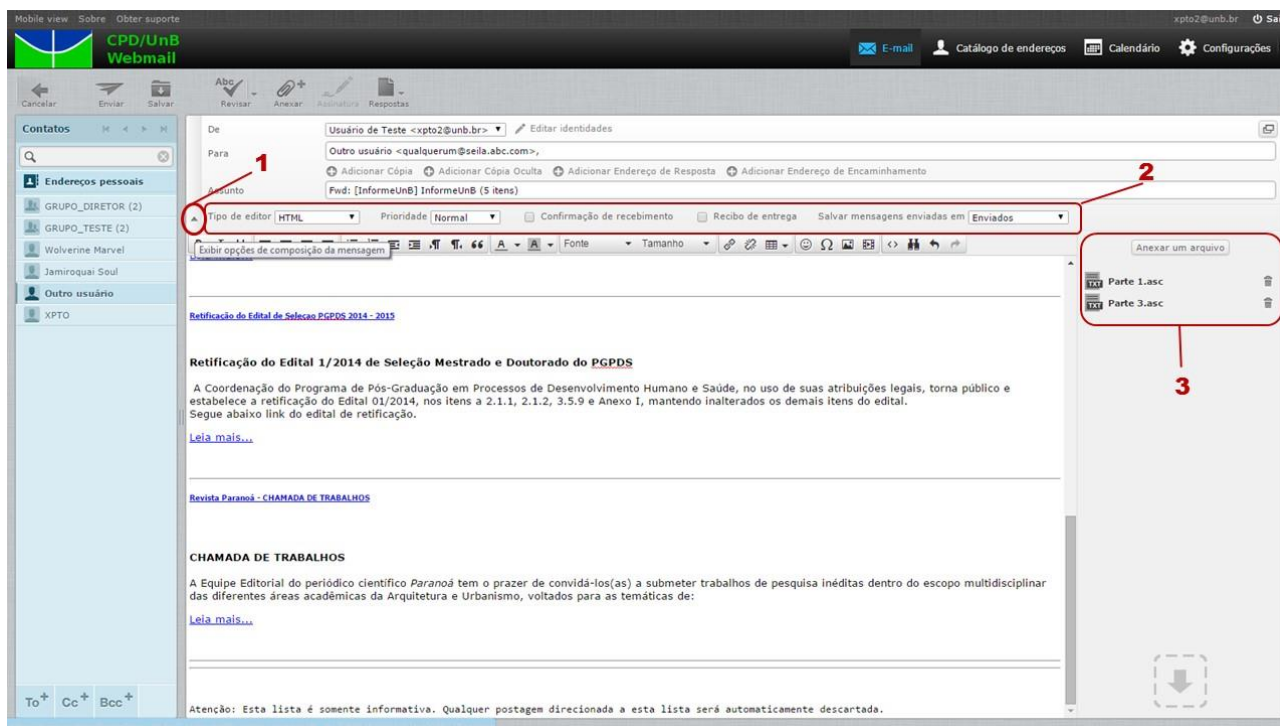 Mobile view Sobre Obter suporte
xpto2@unb.br Sai
CPD/UnB
Webmail
E-mail Catálogo de endereços Calendário Configurações
Cancelar Enviar Salvar Revisar Anexar Assinatura Respostas
Contatos
Endereços pessoais
GRUPO_DIRETOR (2)
GRUPO_TESTE (2)
Wolverine Marvel
Jamiroquai Soul
Outro usuário
XPTO
To+ Cc+ Bcc+
De Usuário de Teste <xpto2@unb.br> Editar identidades
Para Outro usuário <qualquerum@seila.abc.com>,
Adicionar Cópia Adicionar Cópia Oculta Adicionar Endereço de Resposta Adicionar Endereço de Encaminhamento
Assunto Fwd: [InformeUnB] InformeUnB (5 itens)
1
2
Tipo de editor HTML Prioridade Normal Confirmação de recebimento Recibo de entrega Salvar mensagens enviadas em Enviados
Exibir opções de composição da mensagem
Fonte Tamanho
Retificação do Edital de Seleçao PGPDS 2014 - 2015
Retificação do Edital 1/2014 de Seleção Mestrado e Doutorado do PGPDS
A Coordenação do Programa de Pós-Graduação em Processos de Desenvolvimento Humano e Saúde, no uso de suas atribuições legais, torna público e
estabelece a retificação do Edital 01/2014, nos itens a 2.1.1, 2.1.2, 3.5.9 e Anexo I, mantendo inalterados os demais itens do edital.
Segue abaixo link do edital de retificação.
Leia mais...
Revista Paranoá - CHAMADA DE TRABALHOS
CHAMADA DE TRABALHOS
A Equipe Editorial do periódico científico Paranoá tem o prazer de convidá-los(as) a submeter trabalhos de pesquisa inéditas dentro do escopo multidisciplinar
das diferentes áreas acadêmicas da Arquitetura e Urbanismo, voltados para as temáticas de:
Leia mais...
Atenção: Esta lista é somente informativa. Qualquer postagem direcionada a esta lista será automaticamente descartada.
Anexar um arquivo
TXT Parte 1.asc
TXT Parte 3.asc
3